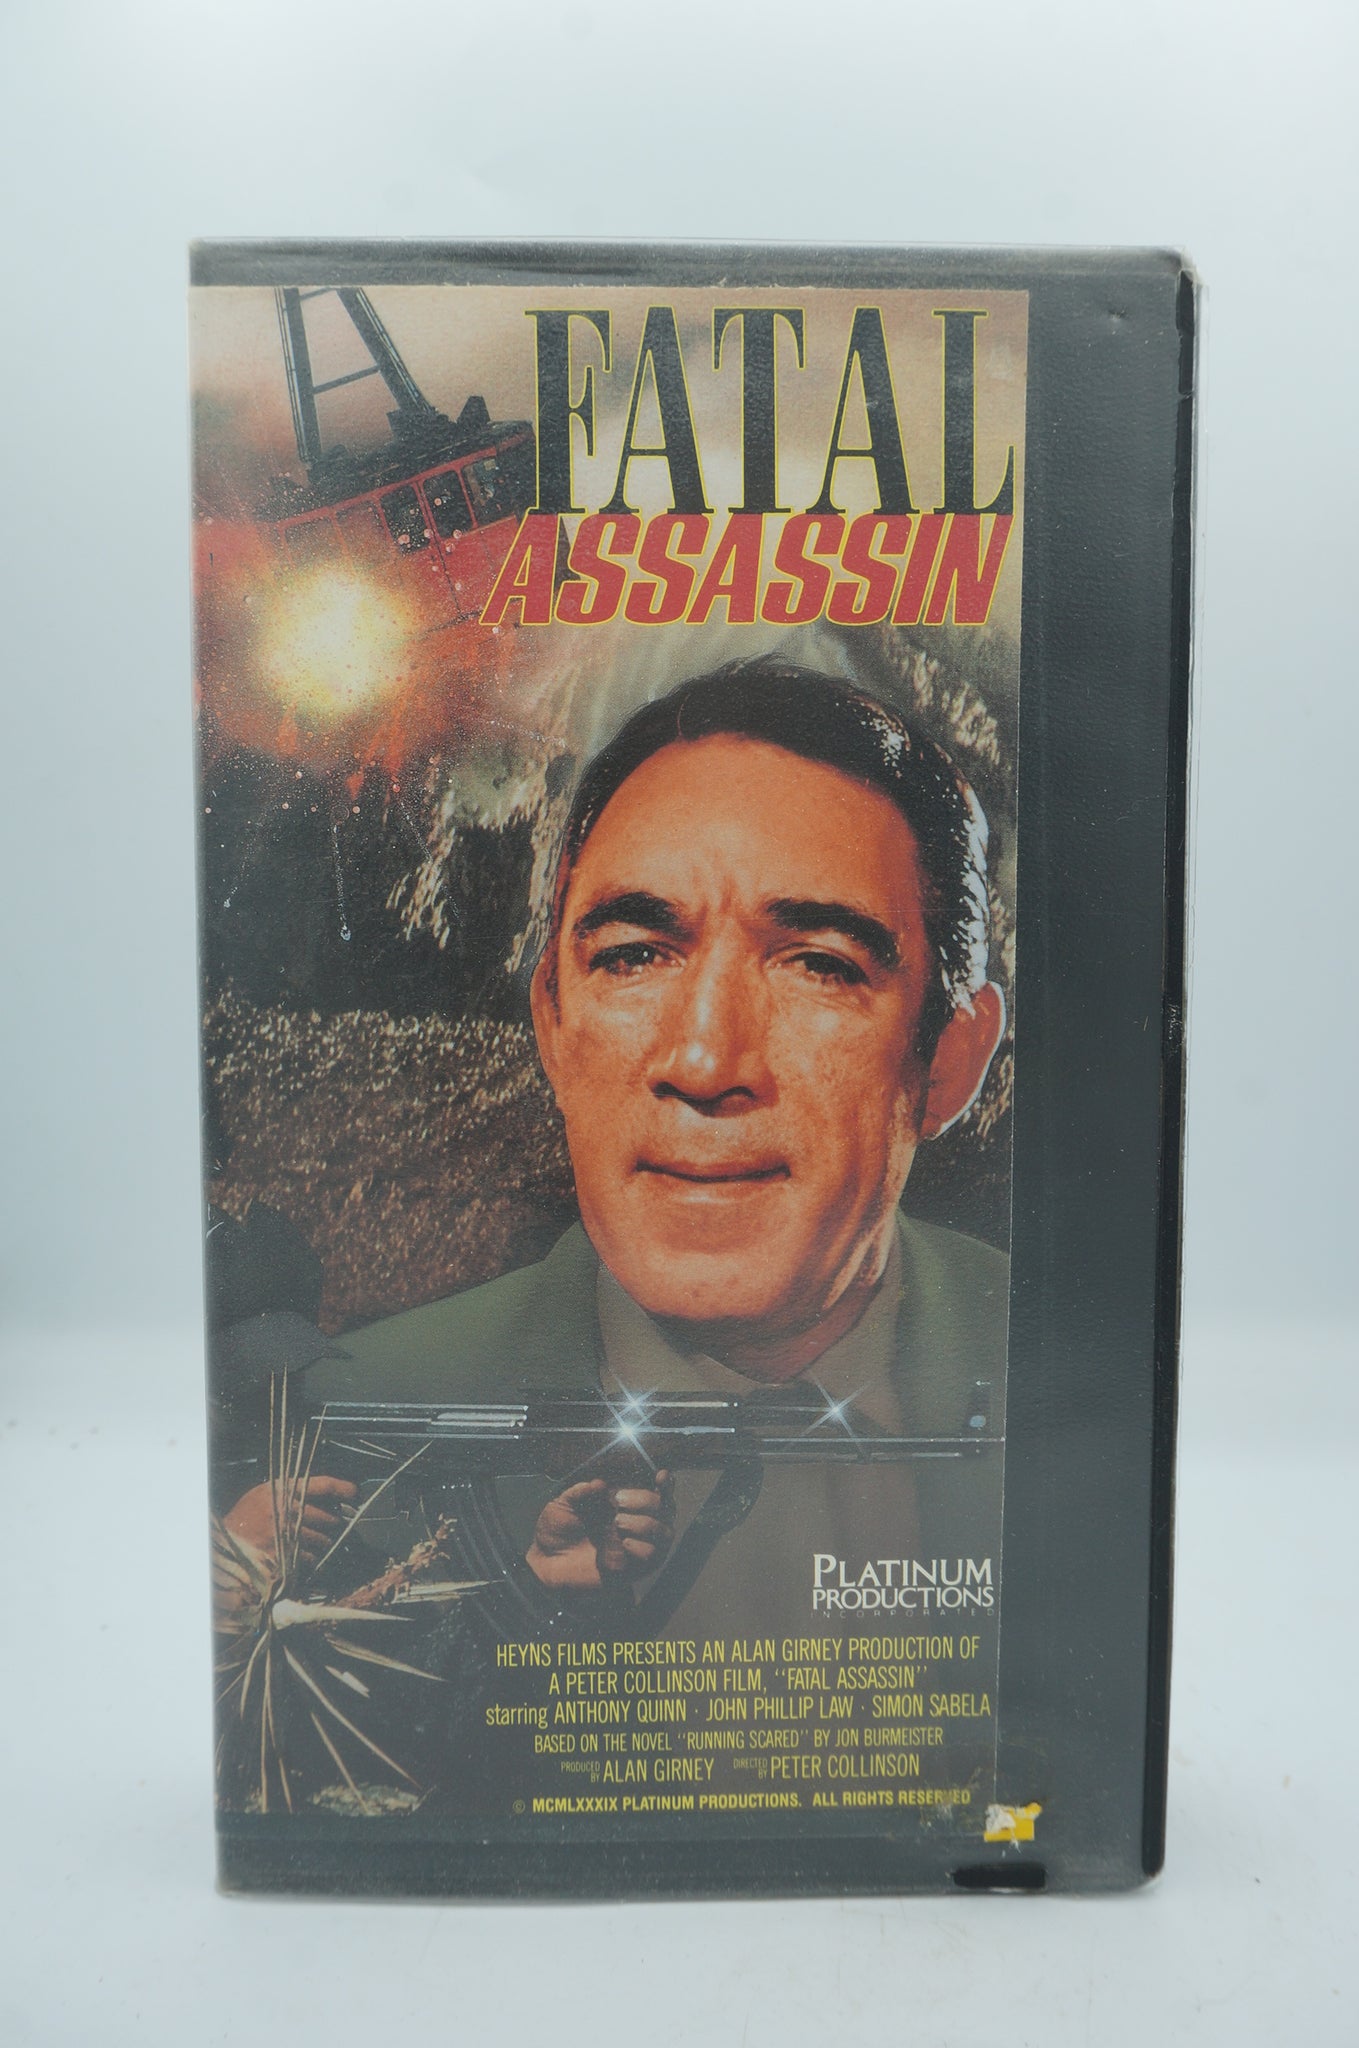 FATAL
ASSASSIN
PLATINUM
PRODUCTIONS
INCORPORATED
HEYNS FILMS PRESENTS AN ALAN GIRNEY PRODUCTION OF
A PETER COLLINSON FILM, "FATAL ASSASSIN"
starring ANTHONY QUINN · JOHN PHILLIP LAW · SIMON SABELA
BASED ON THE NOVEL "RUNNING SCARED" BY JON BURMEISTER
PRODUCED BY ALAN GIRNEY DIRECTED BY PETER COLLINSON
© MCMLXXXIX PLATINUM PRODUCTIONS. ALL RIGHTS RESERVED